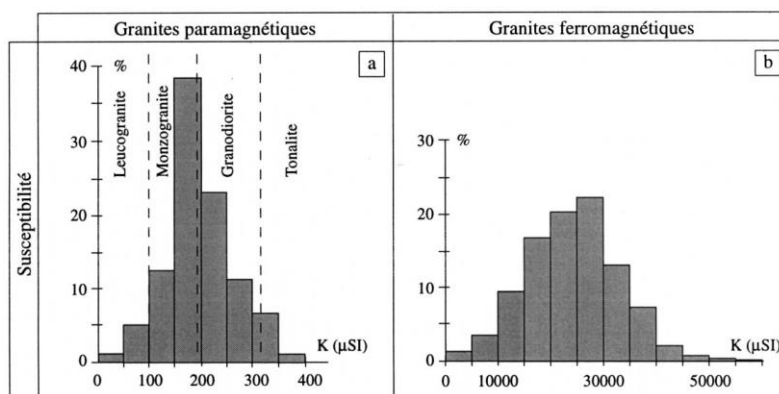 Granites paramagnétiques
Granites ferromagnétiques
Susceptibilité
a
%
40
30
20
10
0
Leucogranite
Monzogranite
Granodiorite
Tonalite
K (µSI)
0
100
200
300
400
b
%
30
20
10
0
K (µSI)
0
10000
30000
50000